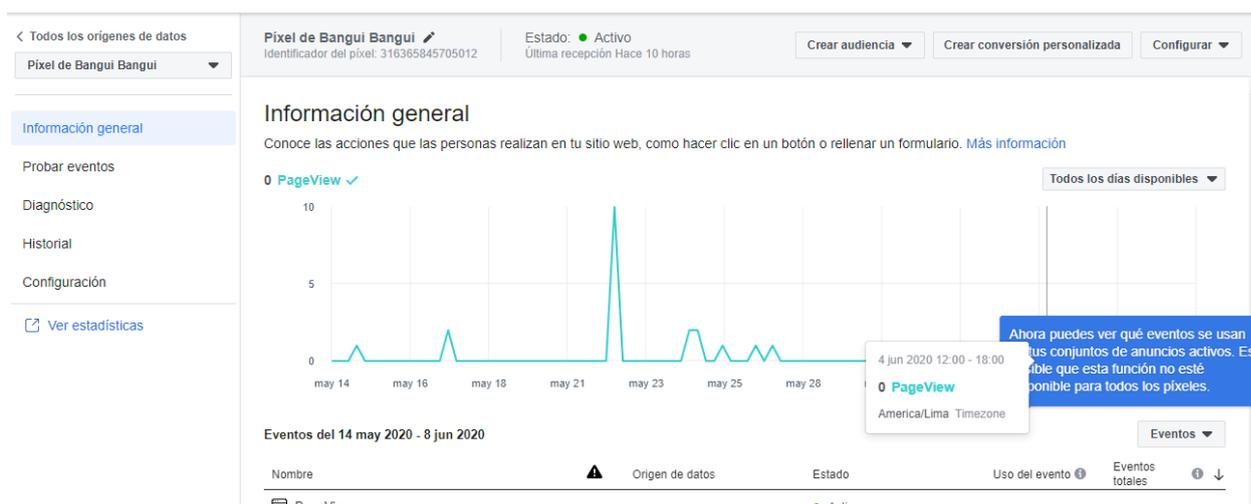 Todos los orígenes de datos
Píxel de Bangui Bangui
Información general
Probar eventos
Diagnóstico
Historial
Configuración
Ver estadísticas
Píxel de Bangui Bangui
Identificador del píxel: 316365845705012
Estado: Activo
Última recepción Hace 10 horas
Crear audiencia
Crear conversión personalizada
Configurar
Información general
Conoce las acciones que las personas realizan en tu sitio web, como hacer clic en un botón o rellenar un formulario. Más información
0 PageView
Todos los días disponibles
10
5
0
may 14 may 16 may 18 may 21 may 23 may 25 may 28
4 jun 2020 12:00 - 18:00
0 PageView
America/Lima Timezone
Ahora puedes ver qué eventos se usan
tus conjuntos de anuncios activos.
que esta función no esté
para todos los píxeles.
Eventos del 14 may 2020 - 8 jun 2020
Eventos
Nombre Origen de datos Estado Uso del evento Eventos
totales